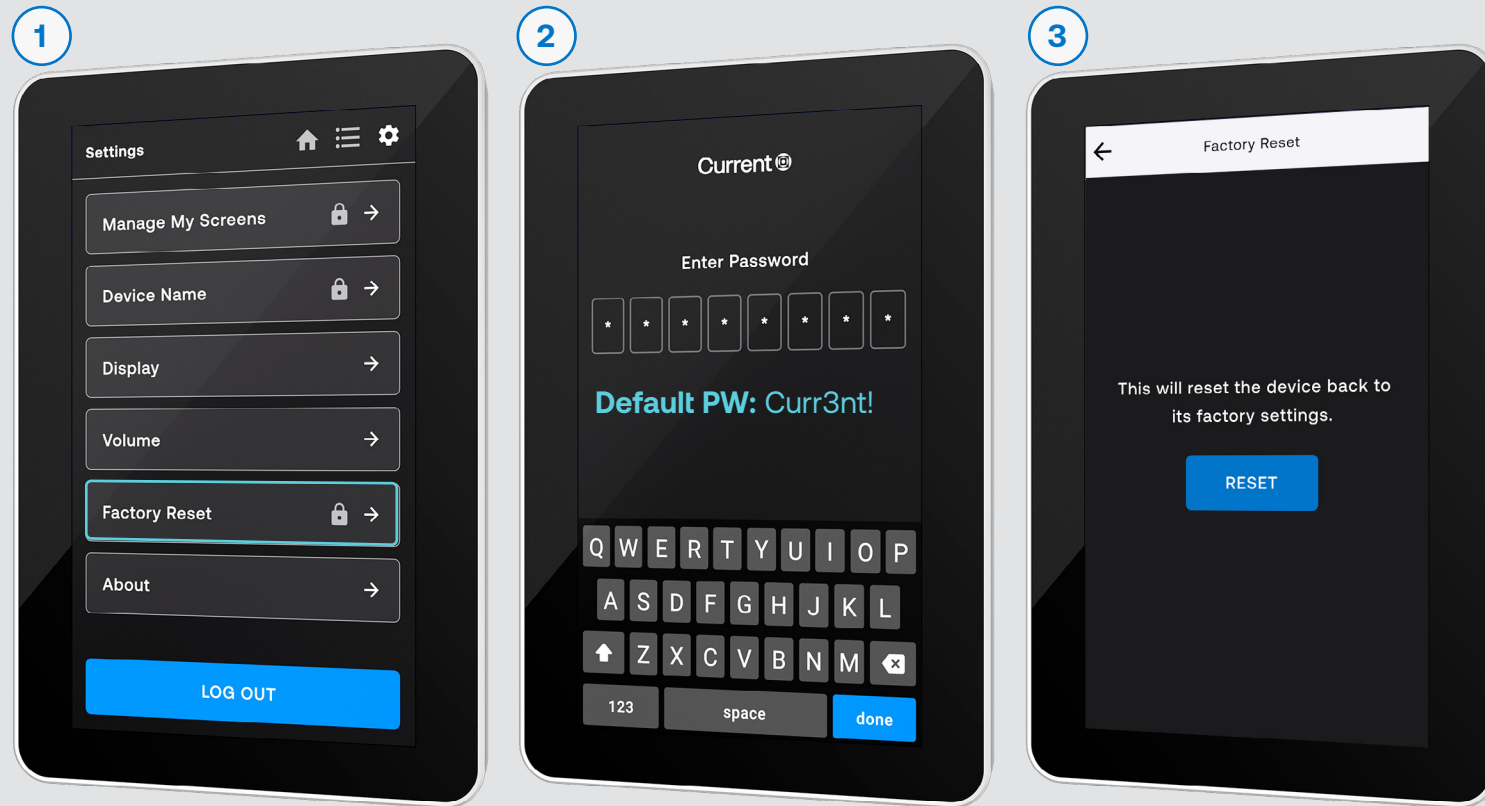 1
Settings
Manage My Screens
Device Name
Display
Volume
Factory Reset
About
LOG OUT
2
Current
Enter Password
* * * * * * * *
Default PW: Curr3nt!
Q W E R T Y U I O P
A S D F G H J K L
Z X C V B N M
123 space done
3
Factory Reset
This will reset the device back to
its factory settings.
RESET